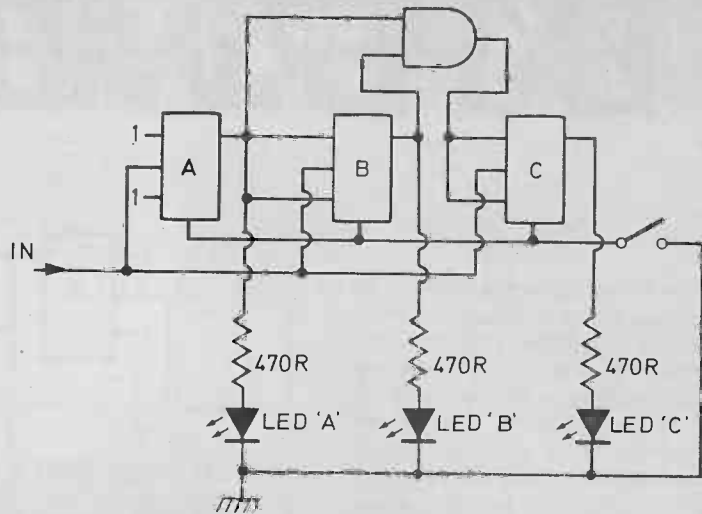 1
A
1
B
C
IN
470R
470R
470R
LED 'A'
LED 'B'
LED 'C'